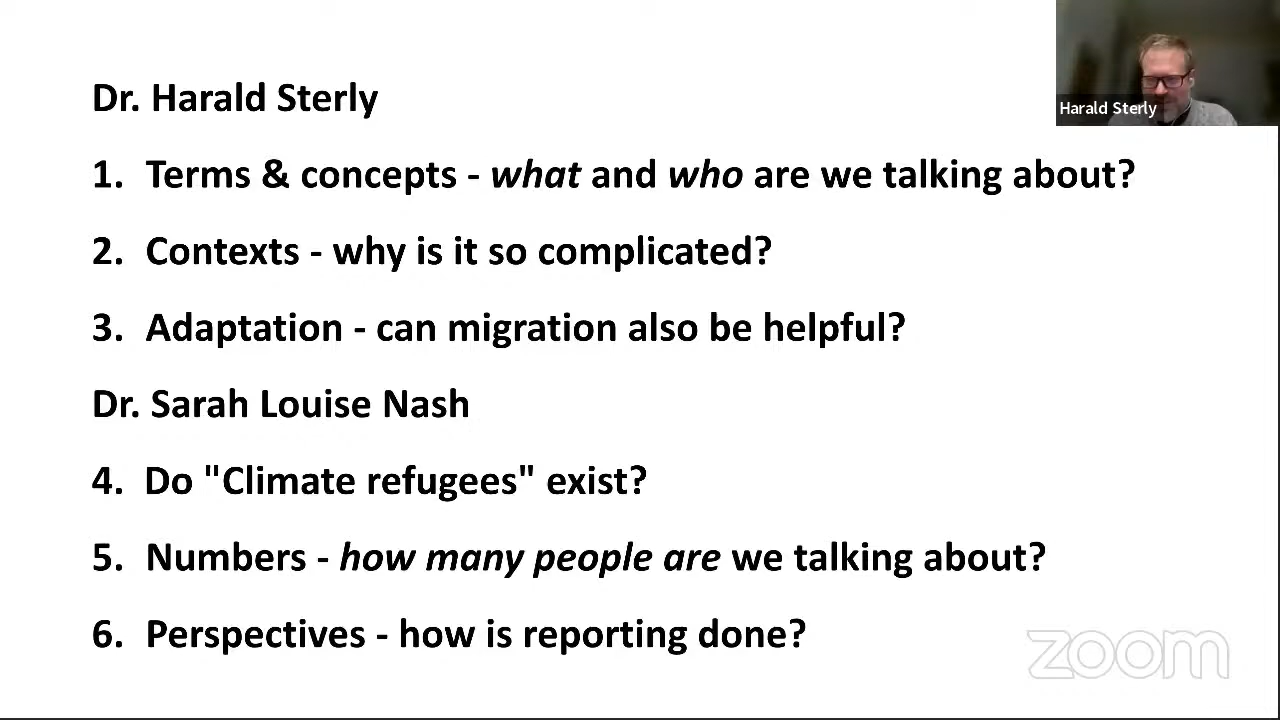 Dr. Harald Sterly
Harald Sterly
1. Terms & concepts - what and who are we talking about?
2. Contexts - why is it so complicated?
3. Adaptation - can migration also be helpful?
Dr. Sarah Louise Nash
4. Do "Climate refugees" exist?
5. Numbers - how many people are we talking about?
6. Perspectives - how is reporting done?
zoom